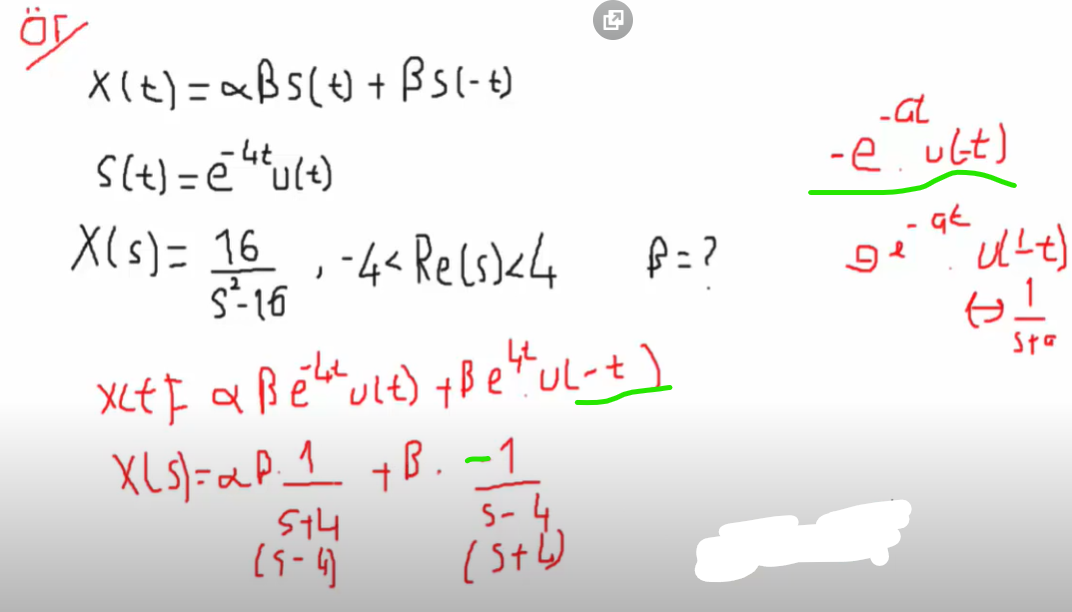 ÖΓ
X(t) = αβS(t) + βS(-t)
S(t) = e^{-4t}u(t)
X(s) = 16/(s²-16) , -4 < Re(s) < 4 β = ?
x(t) = αβe^{-4t}u(t) + βe^{4t}u(-t)
X(s) = αβ · 1/(s+4) + β · -1/(s-4)
(s-4) (s+4)
-e^{-at} u(-t)
-e^{-at} u(-t)
↔ 1/(s+a)